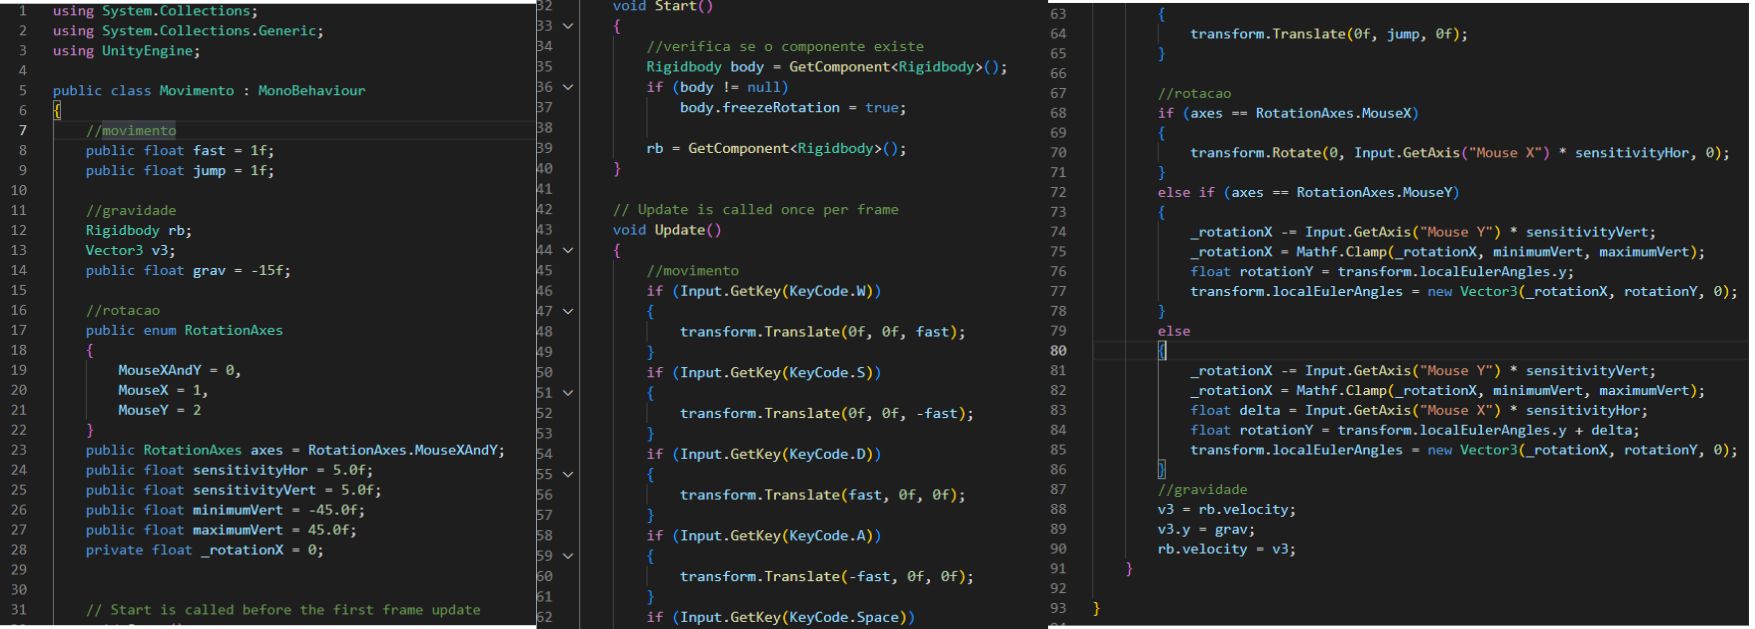 1 using System.Collections;
2 using System.Collections.Generic;
3 using UnityEngine;
4
5 public class Movimento : MonoBehaviour
6 {
7 //movimento
8 public float fast = 1f;
9 public float jump = 1f;
10
11 //gravidade
12 Rigidbody rb;
13 Vector3 v3;
14 public float grav = -15f;
15
16 //rotacao
17 public enum RotationAxes
18 {
19 MouseXAndY = 0,
20 MouseX = 1,
21 MouseY = 2
22 }
23 public RotationAxes axes = RotationAxes.MouseXAndY;
24 public float sensitivityHor = 5.0f;
25 public float sensitivityVert = 5.0f;
26 public float minimumVert = -45.0f;
27 public float maximumVert = 45.0f;
28 private float _rotationX = 0;
29
30
31 // Start is called before the first frame update
32 void Start()
33 {
34 //verifica se o componente existe
35 Rigidbody body = GetComponent<Rigidbody>();
36 if (body != null)
37 body.freezeRotation = true;
38
39 rb = GetComponent<Rigidbody>();
40 }
41
42 // Update is called once per frame
43 void Update()
44 {
45 //movimento
46 if (Input.GetKey(KeyCode.W))
47 {
48 transform.Translate(0f, 0f, fast);
49 }
50 if (Input.GetKey(KeyCode.S))
51 {
52 transform.Translate(0f, 0f, -fast);
53 }
54 if (Input.GetKey(KeyCode.D))
55 {
56 transform.Translate(fast, 0f, 0f);
57 }
58 if (Input.GetKey(KeyCode.A))
59 {
60 transform.Translate(-fast, 0f, 0f);
61 }
62 if (Input.GetKey(KeyCode.Space))
63 {
64 transform.Translate(0f, jump, 0f);
65 }
66
67 //rotacao
68 if (axes == RotationAxes.MouseX)
69 {
70 transform.Rotate(0, Input.GetAxis("Mouse X") * sensitivityHor, 0);
71 }
72 else if (axes == RotationAxes.MouseY)
73 {
74 _rotationX -= Input.GetAxis("Mouse Y") * sensitivityVert;
75 _rotationX = Mathf.Clamp(_rotationX, minimumVert, maximumVert);
76 float rotationY = transform.localEulerAngles.y;
77 transform.localEulerAngles = new Vector3(_rotationX, rotationY, 0);
78 }
79 else
80 {
81 _rotationX -= Input.GetAxis("Mouse Y") * sensitivityVert;
82 _rotationX = Mathf.Clamp(_rotationX, minimumVert, maximumVert);
83 float delta = Input.GetAxis("Mouse X") * sensitivityHor;
84 float rotationY = transform.localEulerAngles.y + delta;
85 transform.localEulerAngles = new Vector3(_rotationX, rotationY, 0);
86 }
87 //gravidade
88 v3 = rb.velocity;
89 v3.y = grav;
90 rb.velocity = v3;
91 }
92
93 }